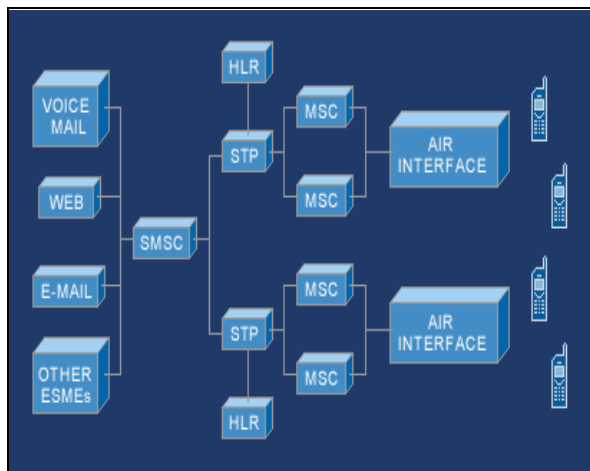 VOICE
MAIL
WEB
E-MAIL
OTHER
ESMEs
SMSC
HLR
STP
MSC
MSC
AIR
INTERFACE
STP
HLR
MSC
MSC
AIR
INTERFACE